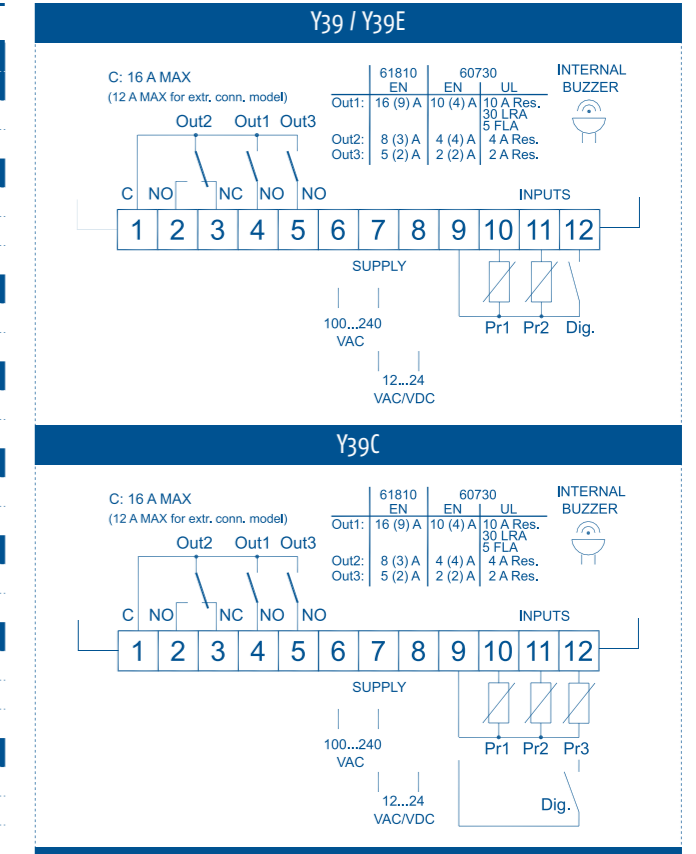 Y39 / Y39E
C: 16 A MAX
(12 A MAX for extr. conn. model)
61810 60730
EN EN UL
Out1: 16 (9) A 10 (4) A 10 A Res.
30 LRA
5 FLA
Out2: 8 (3) A 4 (4) A 4 A Res.
Out3: 5 (2) A 2 (2) A 2 A Res.
INTERNAL
BUZZER
Out2 Out1 Out3
C NO NC NO NO INPUTS
1 2 3 4 5 6 7 8 9 10 11 12
SUPPLY
100...240
VAC
Pr1 Pr2 Dig.
12...24
VAC/VDC
Y39C
C: 16 A MAX
(12 A MAX for extr. conn. model)
61810 60730
EN EN UL
Out1: 16 (9) A 10 (4) A 10 A Res.
30 LRA
5 FLA
Out2: 8 (3) A 4 (4) A 4 A Res.
Out3: 5 (2) A 2 (2) A 2 A Res.
INTERNAL
BUZZER
Out2 Out1 Out3
C NO NC NO NO INPUTS
1 2 3 4 5 6 7 8 9 10 11 12
SUPPLY
100...240
VAC
Pr1 Pr2 Pr3
12...24
VAC/VDC
Dig.